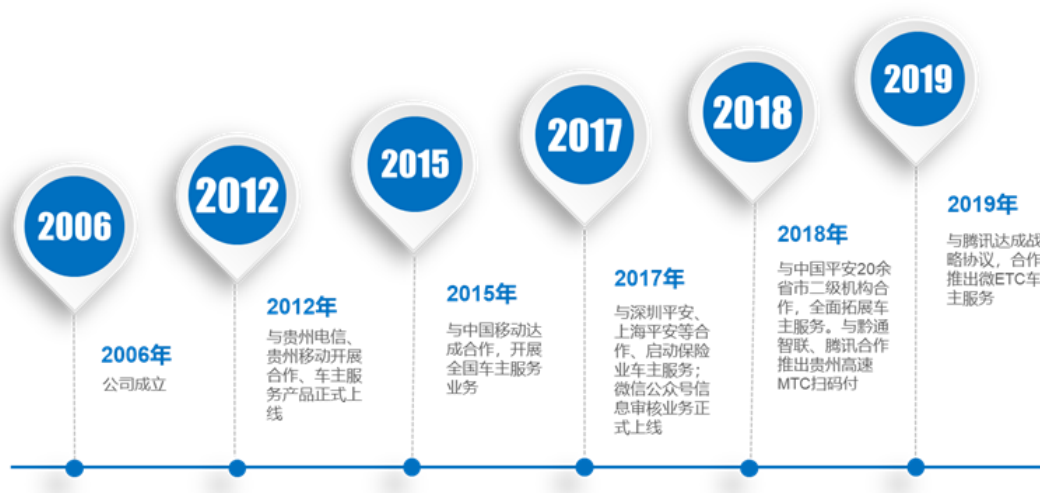 2006
2012
2015
2017
2018
2019
2006年
公司成立
2012年
与贵州电信、
贵州移动开展
合作、车主服
务产品正式上
线
2015年
与中国移动达
成合作，开展
全国车主服务
业务
2017年
与深圳平安、
上海平安等合
作、启动保险
业车主服务；
微信公众号信
息审核业务正
式上线
2018年
与中国平安20余
省市二级机构合
作，全面拓展车
主服务。与黔通
智联、腾讯合作
推出贵州高速
MTC扫码付
2019年
与腾讯达成战
略协议，合作
推出微ETC车
主服务